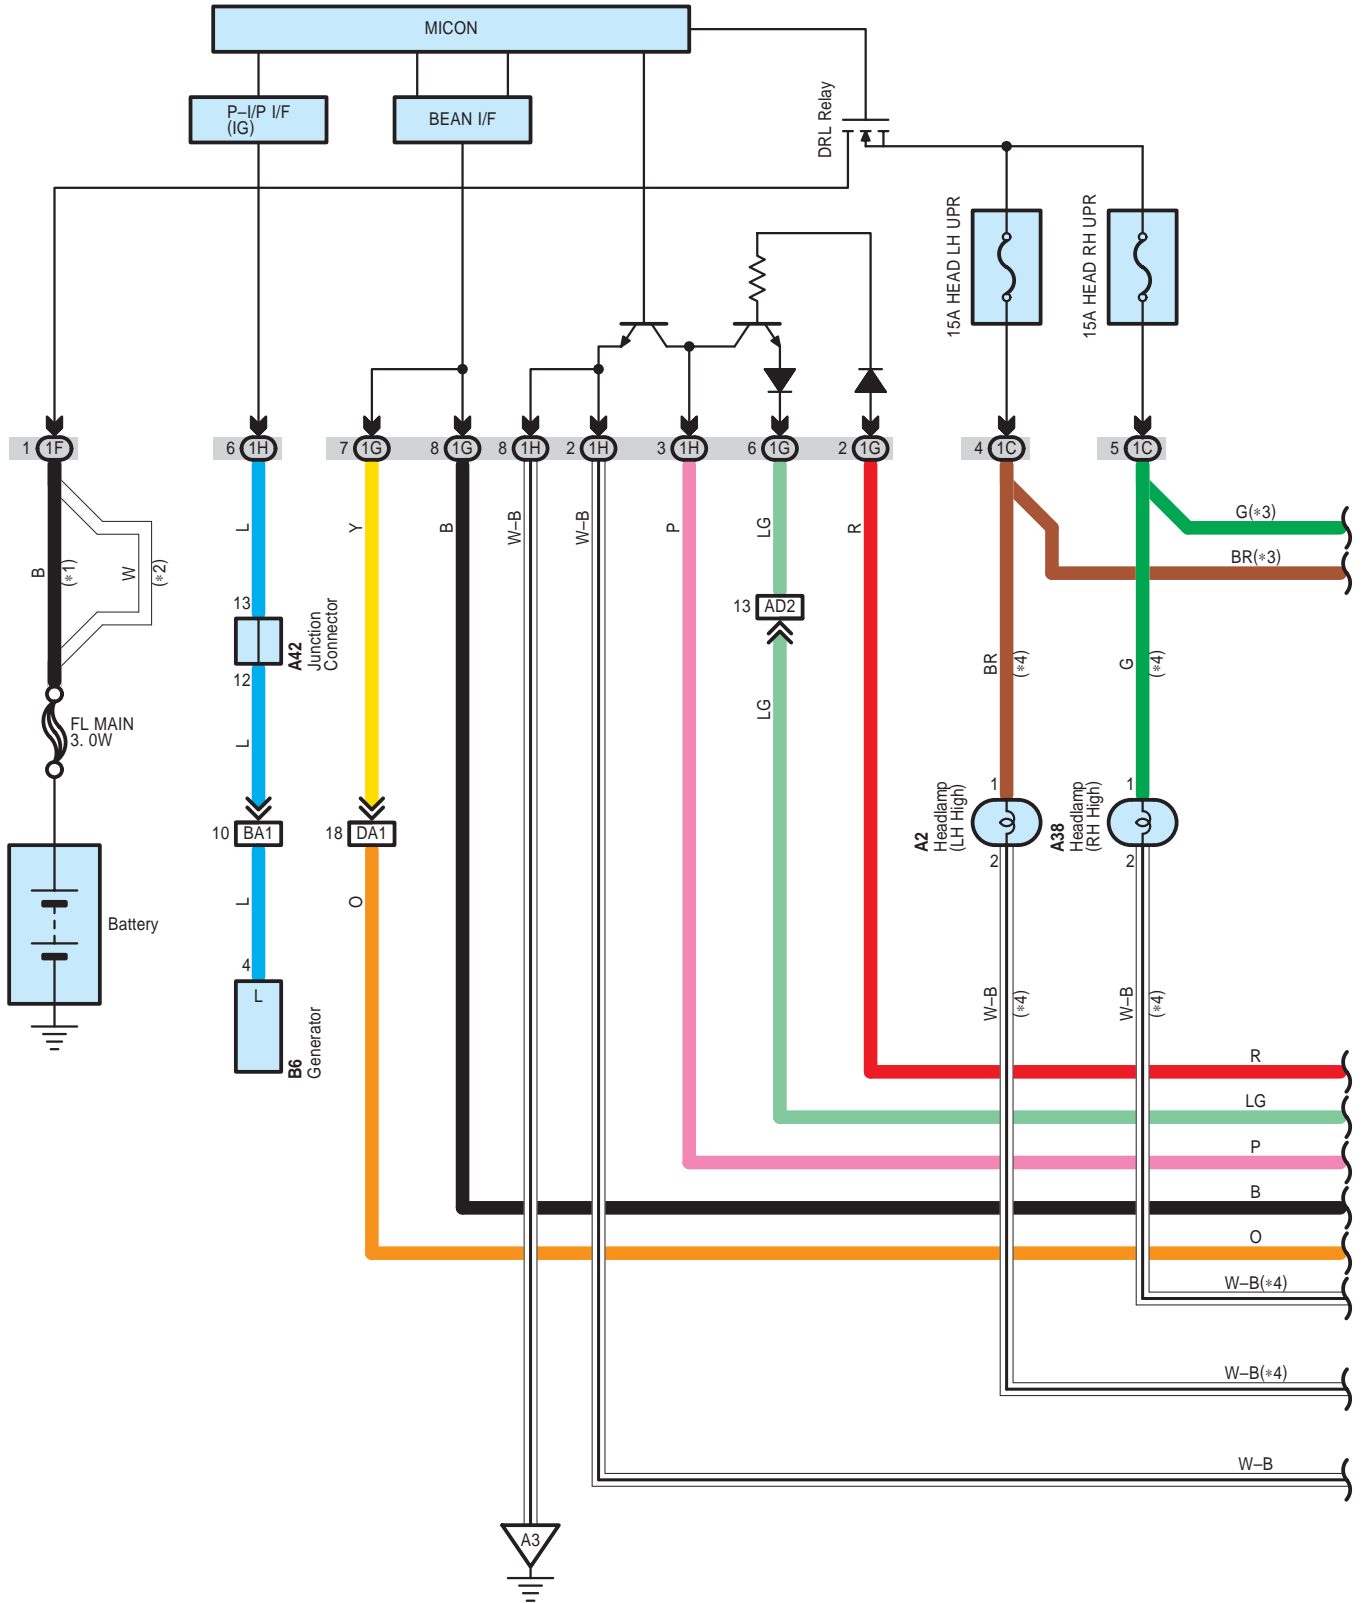 MICON
P–I/P I/F
(IG)
BEAN I/F
DRL Relay
15A HEAD LH UPR
15A HEAD RH UPR
1 1F
6 1H
7 1G
8 1G
8 1H
2 1H
3 1H
6 1G
2 1G
4 1C
5 1C
L
Y
B
W–B
W–B
P
LG
R
G(*3)
BR(*3)
B
(*1)
W
(*2)
13
A42
Junction
Connector
12
13 AD2
BR
(*4)
G
(*4)
FL MAIN
3. 0W
L
LG
1
A2
Headlamp
(LH High)
2
1
A38
Headlamp
(RH High)
2
10 BA1
18 DA1
Battery
L
O
4
L
B6
Generator
W–B
(*4)
W–B
(*4)
R
LG
P
B
O
W–B(*4)
W–B(*4)
W–B
A3